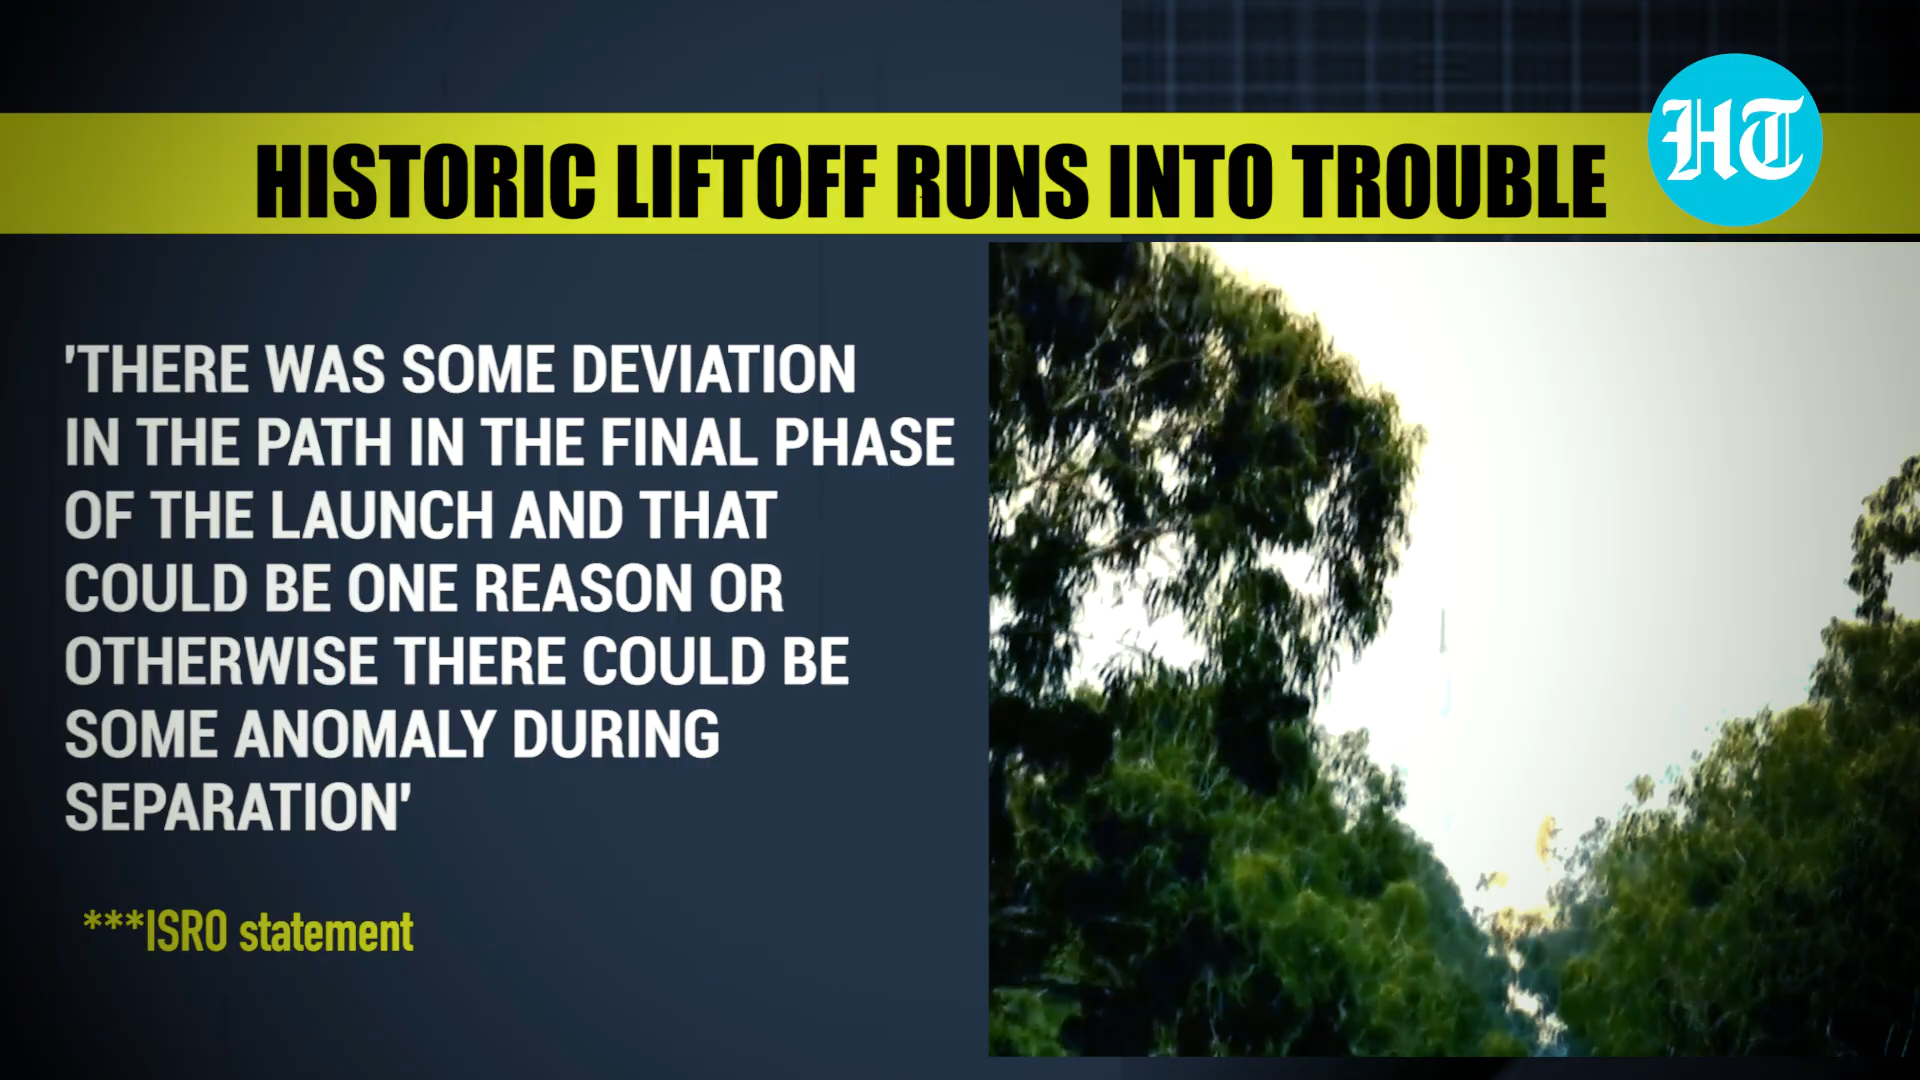 HT
HISTORIC LIFTOFF RUNS INTO TROUBLE
'THERE WAS SOME DEVIATION
IN THE PATH IN THE FINAL PHASE
OF THE LAUNCH AND THAT
COULD BE ONE REASON OR
OTHERWISE THERE COULD BE
SOME ANOMALY DURING
SEPARATION'
***ISRO statement